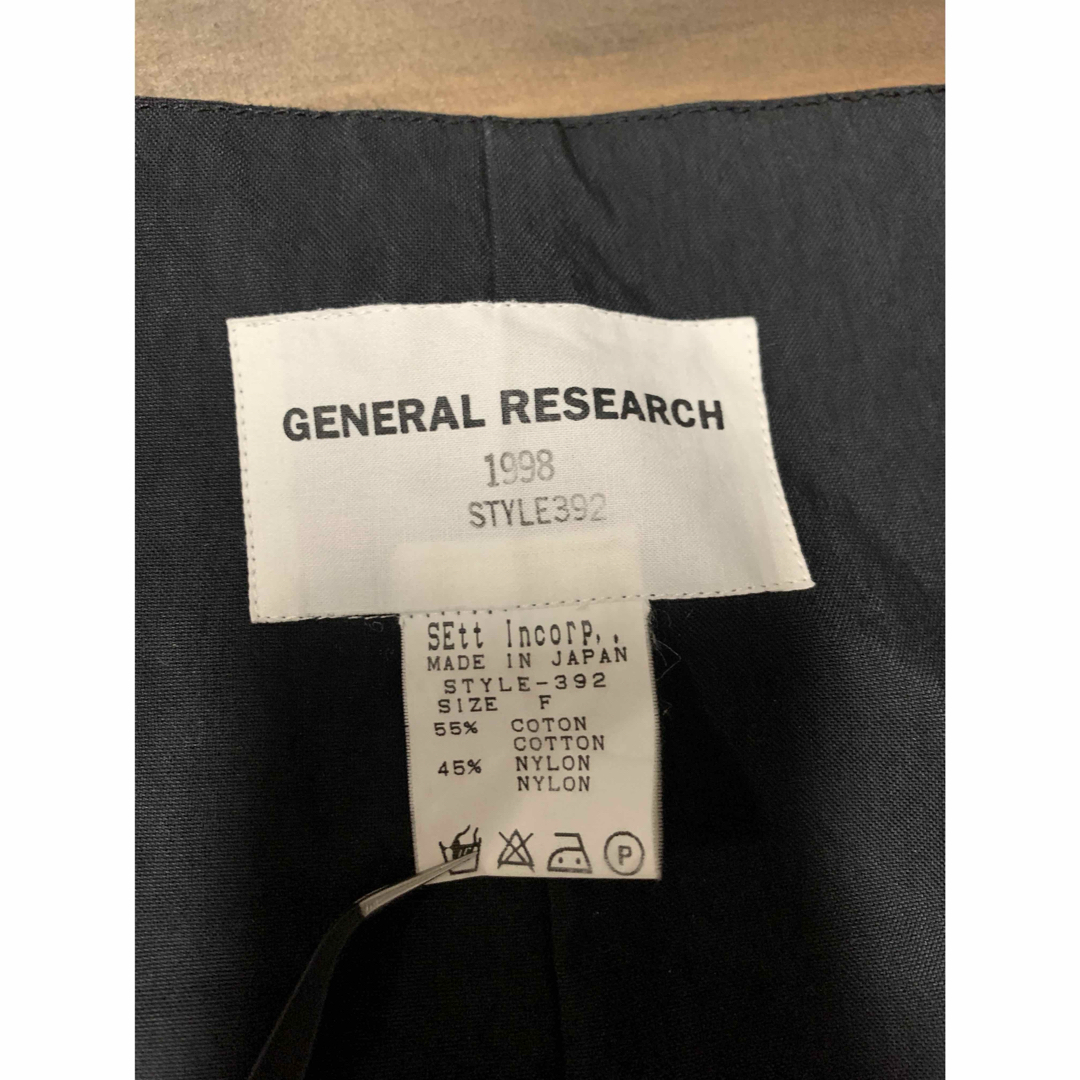 GENERAL RESEARCH
1998
STYLE392
SEtt Incorp..
MADE IN JAPAN
STYLE-392
SIZE F
55% COTON
COTTON
45% NYLON
NYLON
P